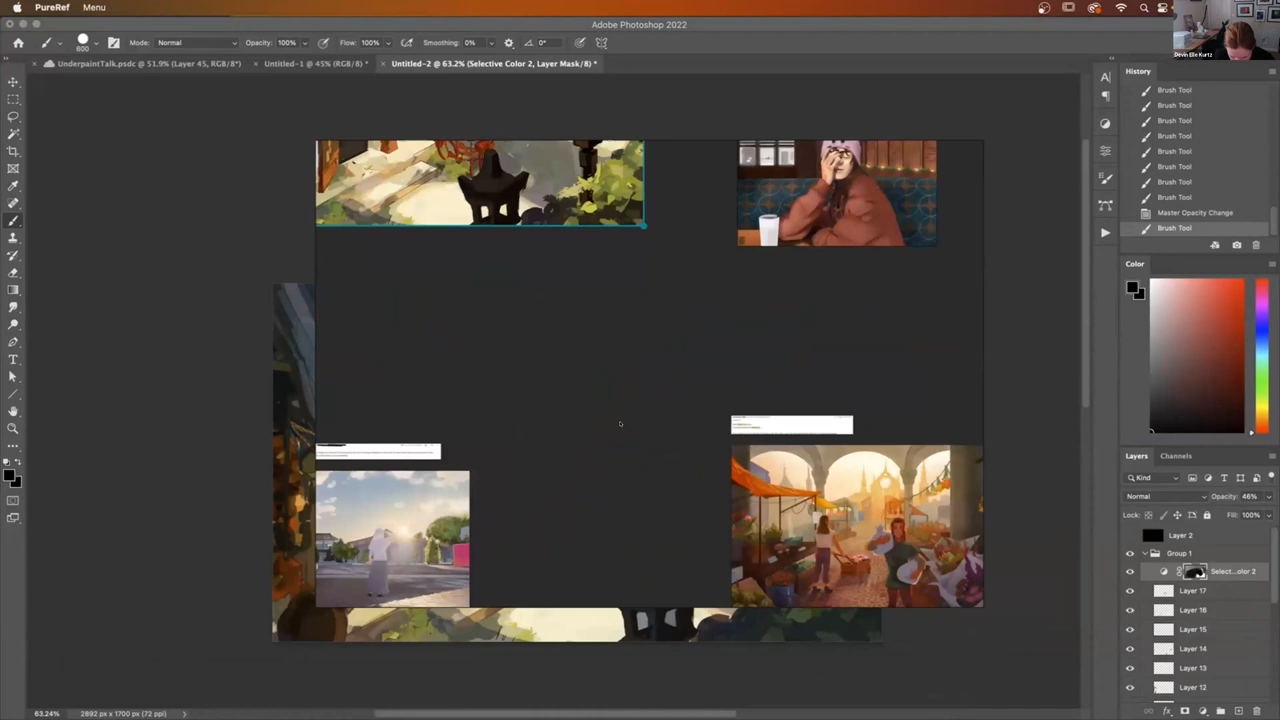 PureRef Menu
Adobe Photoshop 2022
Devin Elle Kurtz
600 Mode: Normal Opacity: 100% Flow: 100% Smoothing: 0% 0°
UnderpaintTalk.psdc @ 51.9% (Layer 45, RGB/8*) Untitled-1 @ 45% (RGB/8) * Untitled-2 @ 63.2% (Selective Color 2, Layer Mask/8) *
History
Brush Tool
Brush Tool
Brush Tool
Brush Tool
Brush Tool
Brush Tool
Brush Tool
Brush Tool
Master Opacity Change
Brush Tool
Color
Layers Channels
Kind
Normal Opacity: 46%
Lock: Fill: 100%
Layer 2
Group 1
Select...olor 2
Layer 17
Layer 16
Layer 15
Layer 14
Layer 13
Layer 12
63.24% 2892 px x 1700 px (72 ppi)